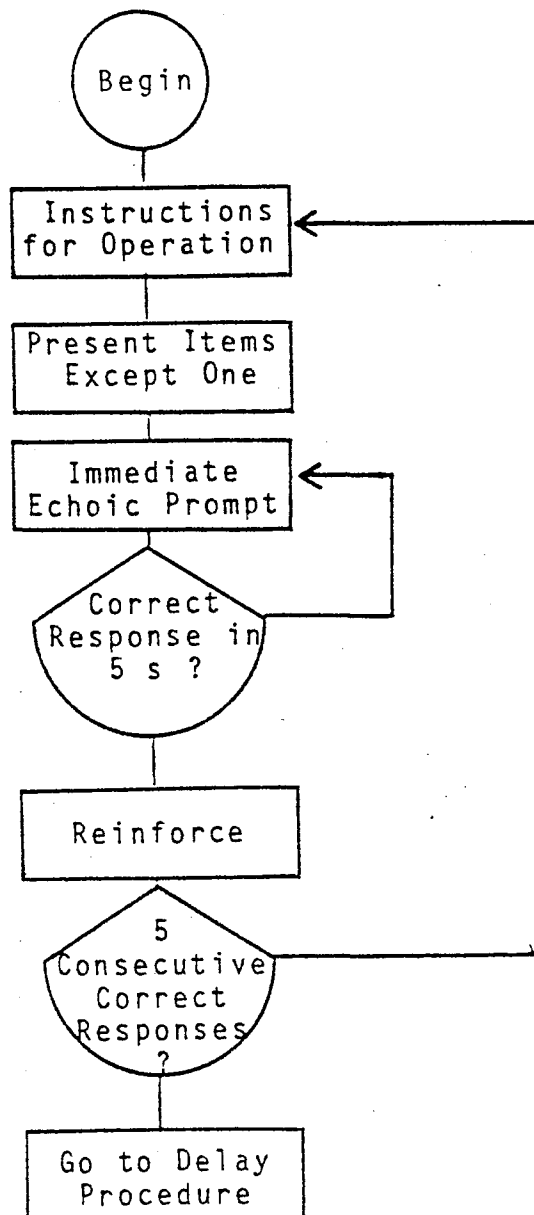 Begin
Instructions
for Operation
Present Items
Except One
Immediate
Echoic Prompt
Correct
Response in
5 s ?
Reinforce
5
Consecutive
Correct
Responses
?
Go to Delay
Procedure